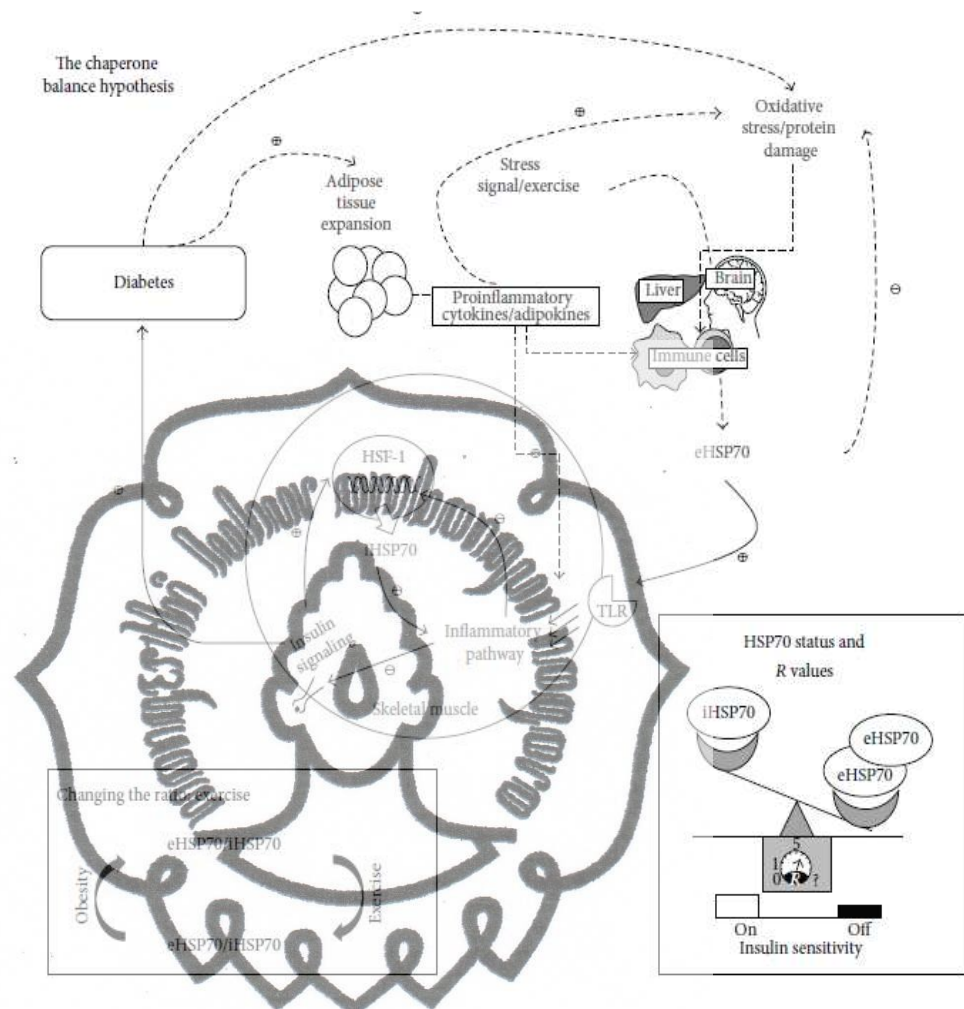 The chaperone
balance hypothesis
Oxidative
stress/protein
damage
Stress
signal/exercise
Adipose
tissue
expansion
Diabetes
Proinflammatory
cytokines/adipokines
Liver
Brain
Immune cells
eHSP70
HSF-1
iHSP70
Insulin
signaling
Inflammatory
pathway
TLR
Skeletal muscle
HSP70 status and
R values
iHSP70
eHSP70
eHSP70
5
1
0
R
?
On
Off
Insulin sensitivity
Changing the ratio: exercise
eHSP70/iHSP70
Obesity
Exercise
eHSP70/iHSP70